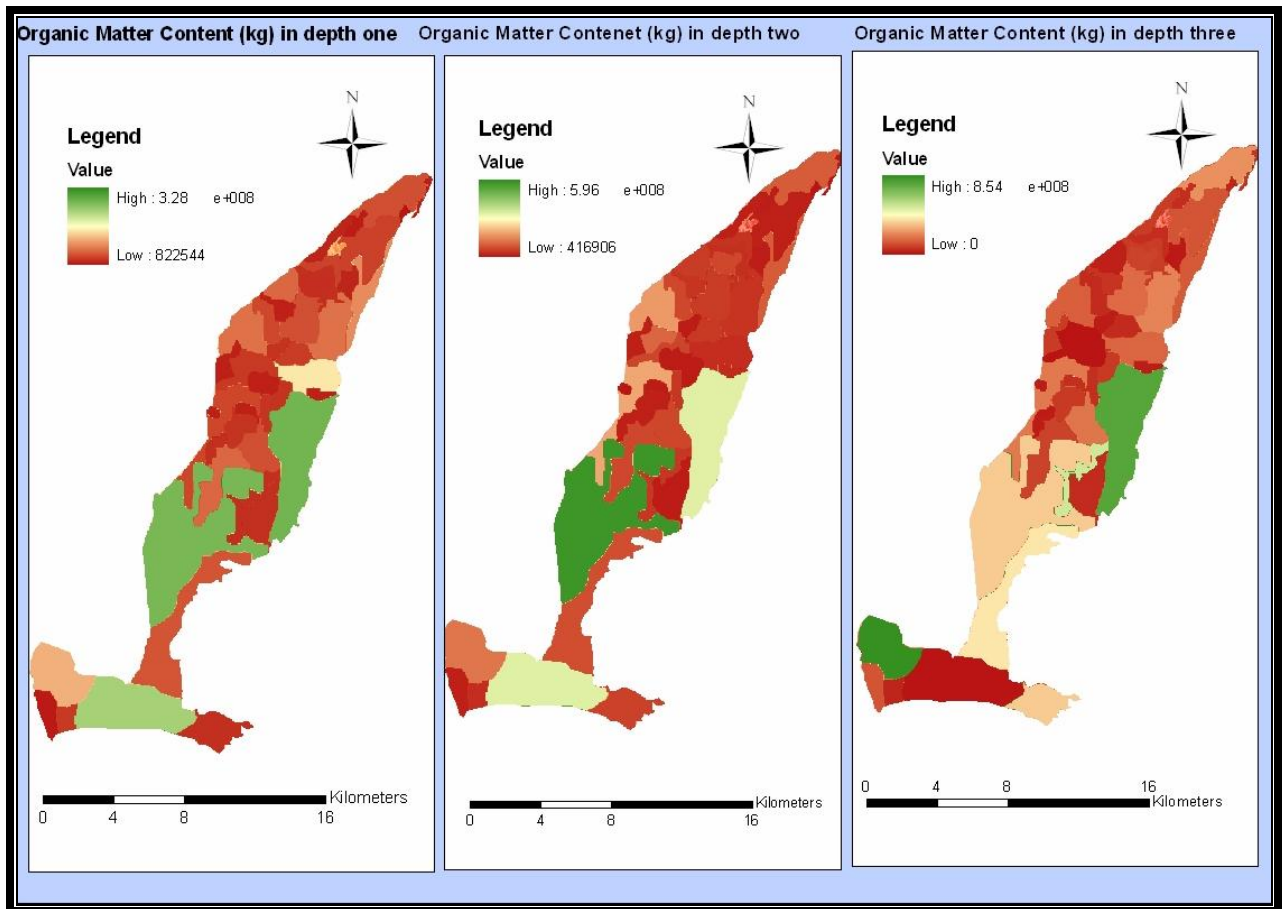 Organic Matter Content (kg) in depth one
N
Legend
Value
High : 3.28 e+008
Low : 822544
Kilometers
0 4 8 16
Organic Matter Contenet (kg) in depth two
N
Legend
Value
High : 5.96 e+008
Low : 416906
Kilometers
0 4 8 16
Organic Matter Content (kg) in depth three
N
Legend
Value
High : 8.54 e+008
Low : 0
0 4 8 16
Kilometers